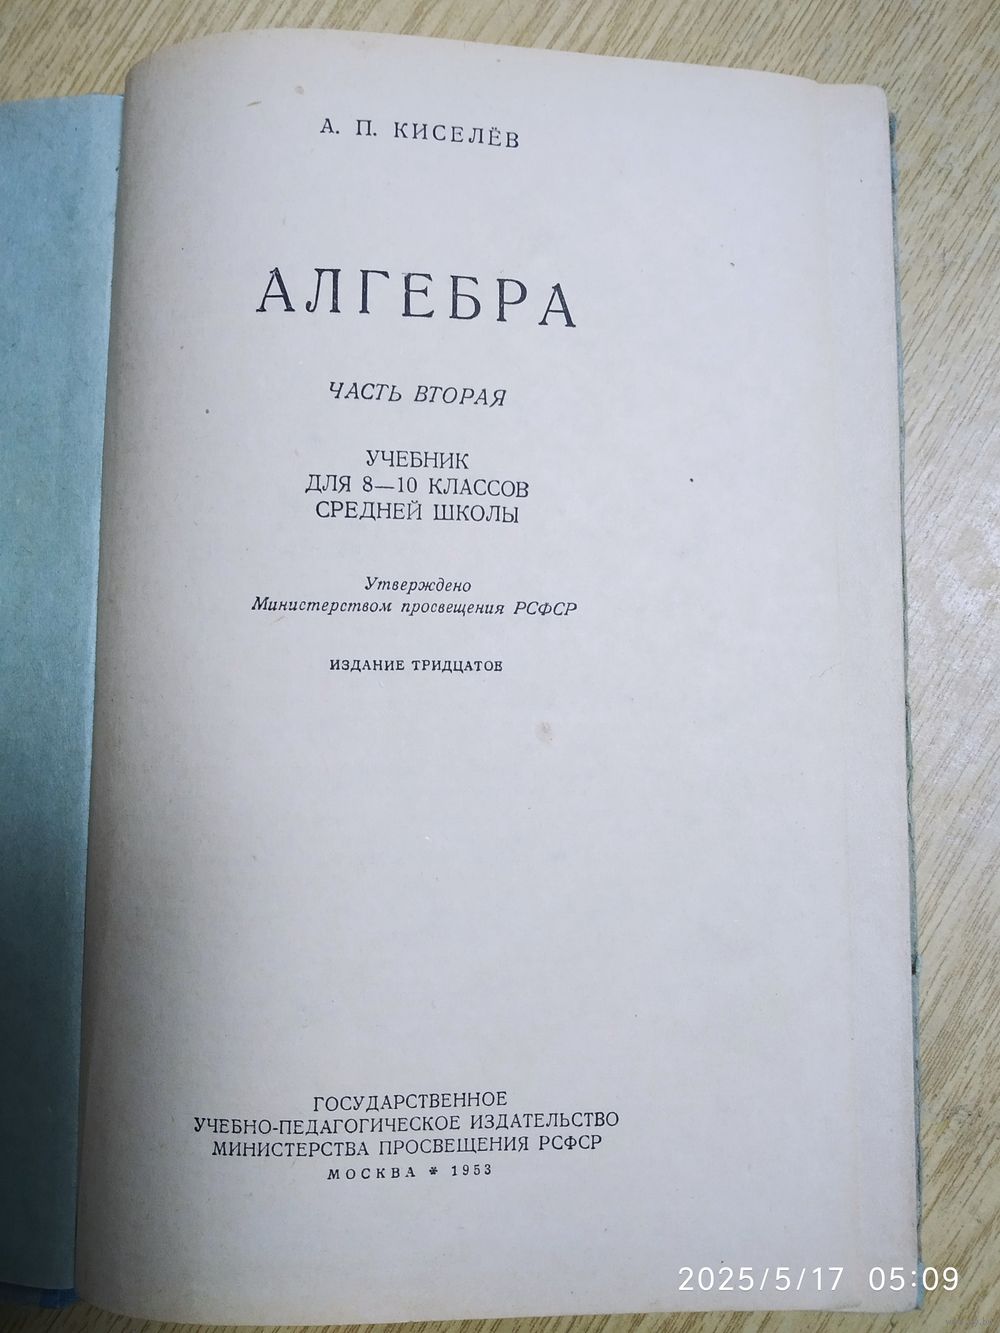 А. П. КИСЕЛЁВ
АЛГЕБРА
ЧАСТЬ ВТОРАЯ
УЧЕБНИК
ДЛЯ 8—10 КЛАССОВ
СРЕДНЕЙ ШКОЛЫ
Утверждено
Министерством просвещения РСФСР
ИЗДАНИЕ ТРИДЦАТОЕ
ГОСУДАРСТВЕННОЕ
УЧЕБНО-ПЕДАГОГИЧЕСКОЕ ИЗДАТЕЛЬСТВО
МИНИСТЕРСТВА ПРОСВЕЩЕНИЯ РСФСР
МОСКВА * 1953
2025/5/17 05:09